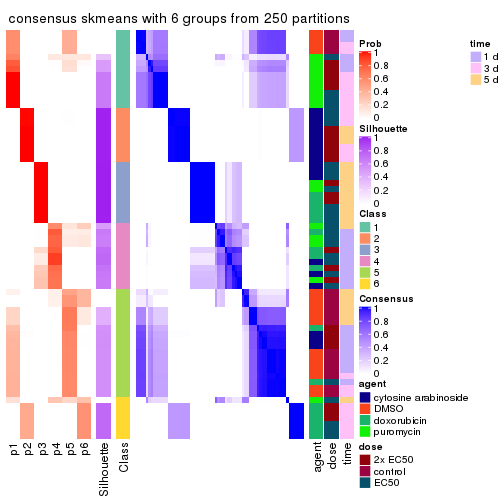 consensus skmeans with 6 groups from 250 partitions
Prob
1
0.8
0.6
0.4
0.2
0
time
1 d
3 d
5 d
Silhouette
1
0.8
0.6
0.4
0.2
0
Class
1
2
3
4
5
6
Consensus
1
0.8
0.6
0.4
0.2
0
agent
cytosine arabinoside
DMSO
doxorubicin
puromycin
dose
2x EC50
control
EC50
p1
p2
p3
p4
p5
p6
Silhouette
Class
agent
dose
time